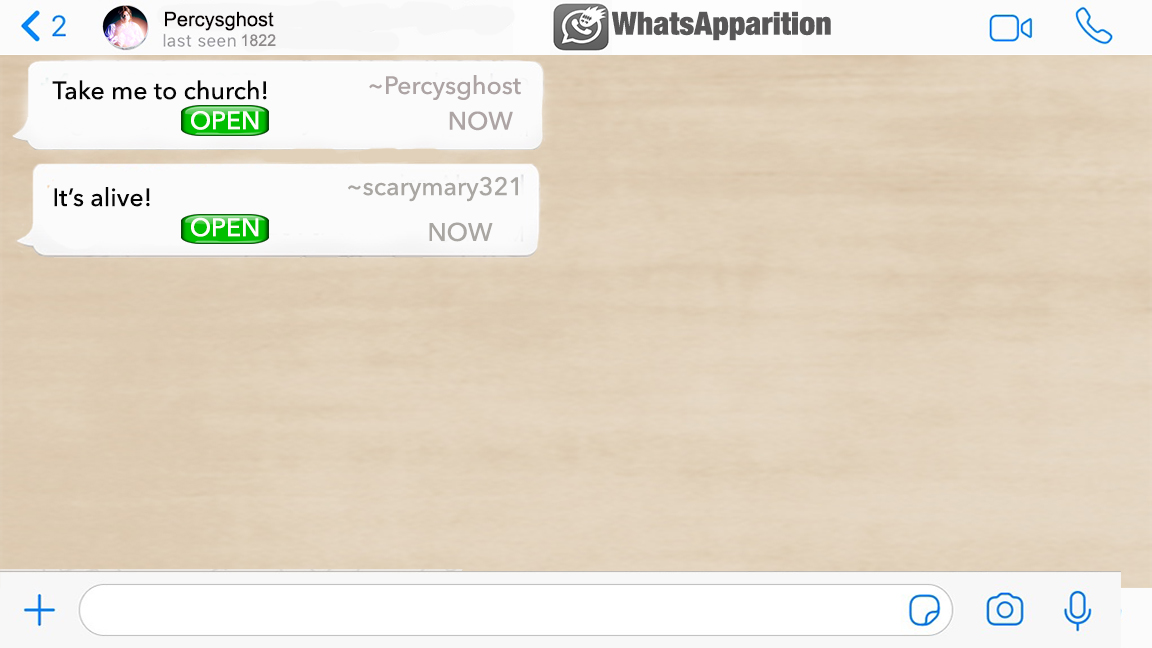 2
Percysghost
last seen 1822
WhatsApparition
Take me to church!
~Percysghost
OPEN
NOW
It’s alive!
~scarymary321
OPEN
NOW